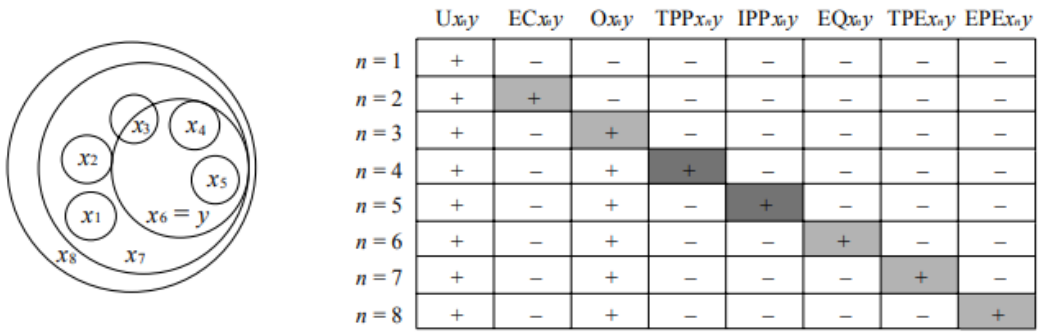 x3
x4
x2
x5
x1
x6 = y
x8
x7
Uxny ECxny Oxny TPPxny IPPxny EQxny TPExny EPExny
n = 1 + – – – – – – –
n = 2 + + – – – – – –
n = 3 + – + – – – – –
n = 4 + – + + – – – –
n = 5 + – + – + – – –
n = 6 + – + – – + – –
n = 7 + – + – – – + –
n = 8 + – + – – – – +